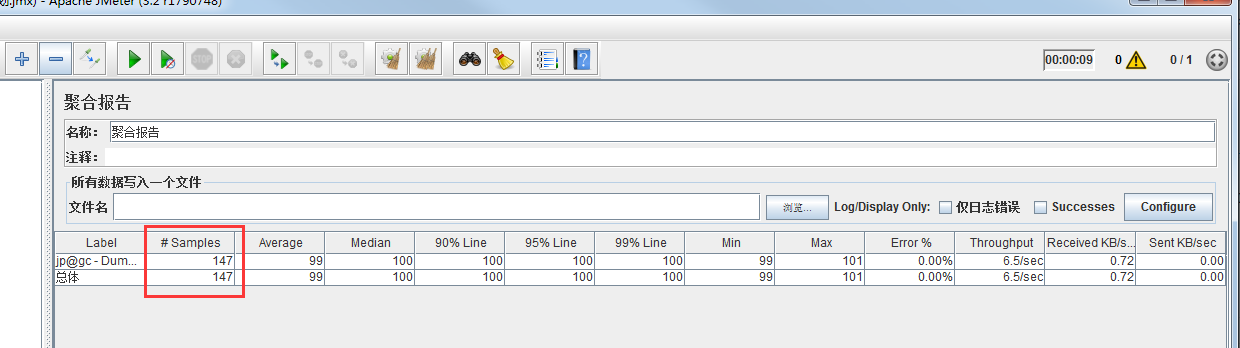 划.jmx) - Apache JMeter (3.2 r1790748)
STOP
00:00:09 0 0 / 1
聚合报告
名称： 聚合报告
注释：
所有数据写入一个文件
文件名 浏览... Log/Display Only: 仅日志错误 Successes Configure
Label # Samples Average Median 90% Line 95% Line 99% Line Min Max Error % Throughput Received KB/s... Sent KB/sec
jp@gc - Dum... 147 99 100 100 100 100 99 101 0.00% 6.5/sec 0.72 0.00
总体 147 99 100 100 100 100 99 101 0.00% 6.5/sec 0.72 0.00